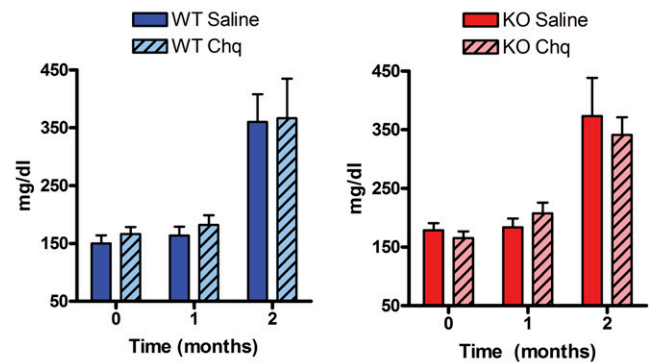 WT Saline
WT Chq
450
350
250
150
50
mg/dl
0 1 2
Time (months)
KO Saline
KO Chq
450
350
250
150
50
mg/dl
0 1 2
Time (months)